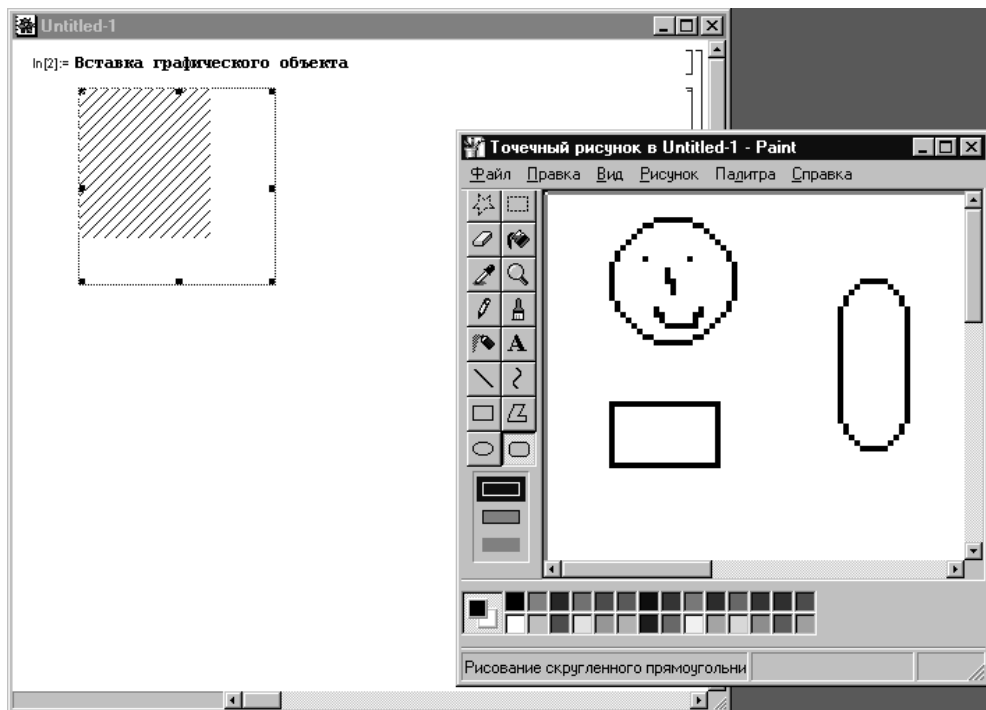 Untitled-1
In[2]:= Вставка графического объекта
Точечный рисунок в Untitled-1 - Paint
Файл Правка Вид Рисунок Палитра Справка
A
Рисование скругленного прямоугольни